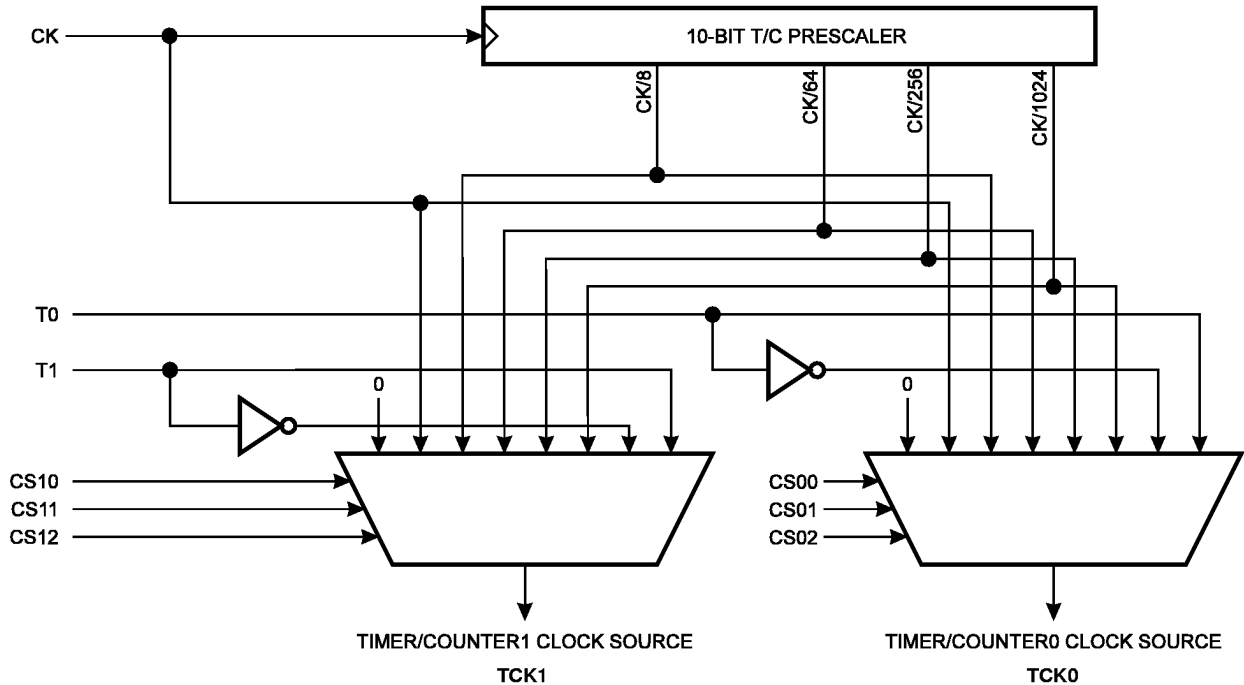 CK
10-BIT T/C PRESCALER
CK/8
CK/64
CK/256
CK/1024
T0
T1
0
0
CS10
CS11
CS12
CS00
CS01
CS02
TIMER/COUNTER1 CLOCK SOURCE
TCK1
TIMER/COUNTER0 CLOCK SOURCE
TCK0